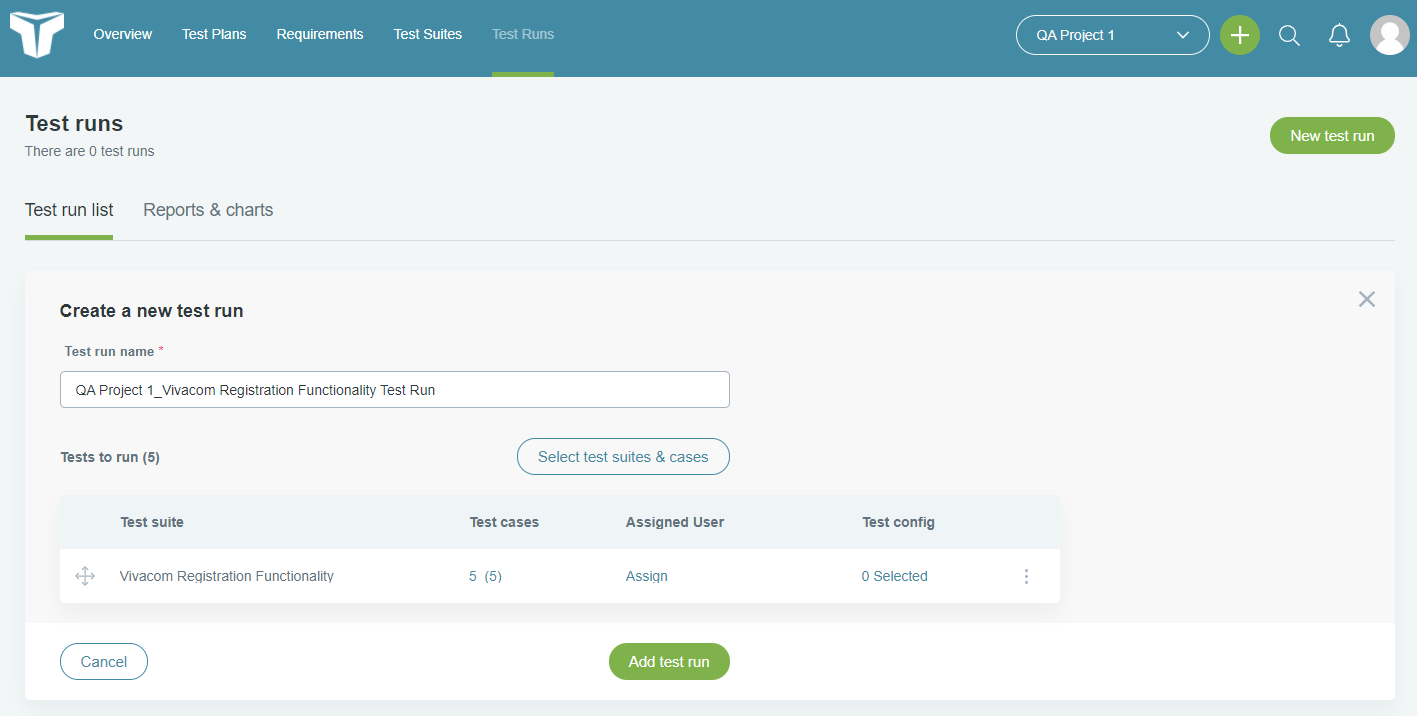 Overview Test Plans Requirements Test Suites Test Runs QA Project 1
Test runs
There are 0 test runs
New test run
Test run list Reports & charts
Create a new test run
Test run name *
QA Project 1_Vivacom Registration Functionality Test Run
Tests to run (5) Select test suites & cases
Test suite Test cases Assigned User Test config
Vivacom Registration Functionality 5 (5) Assign 0 Selected
Cancel Add test run